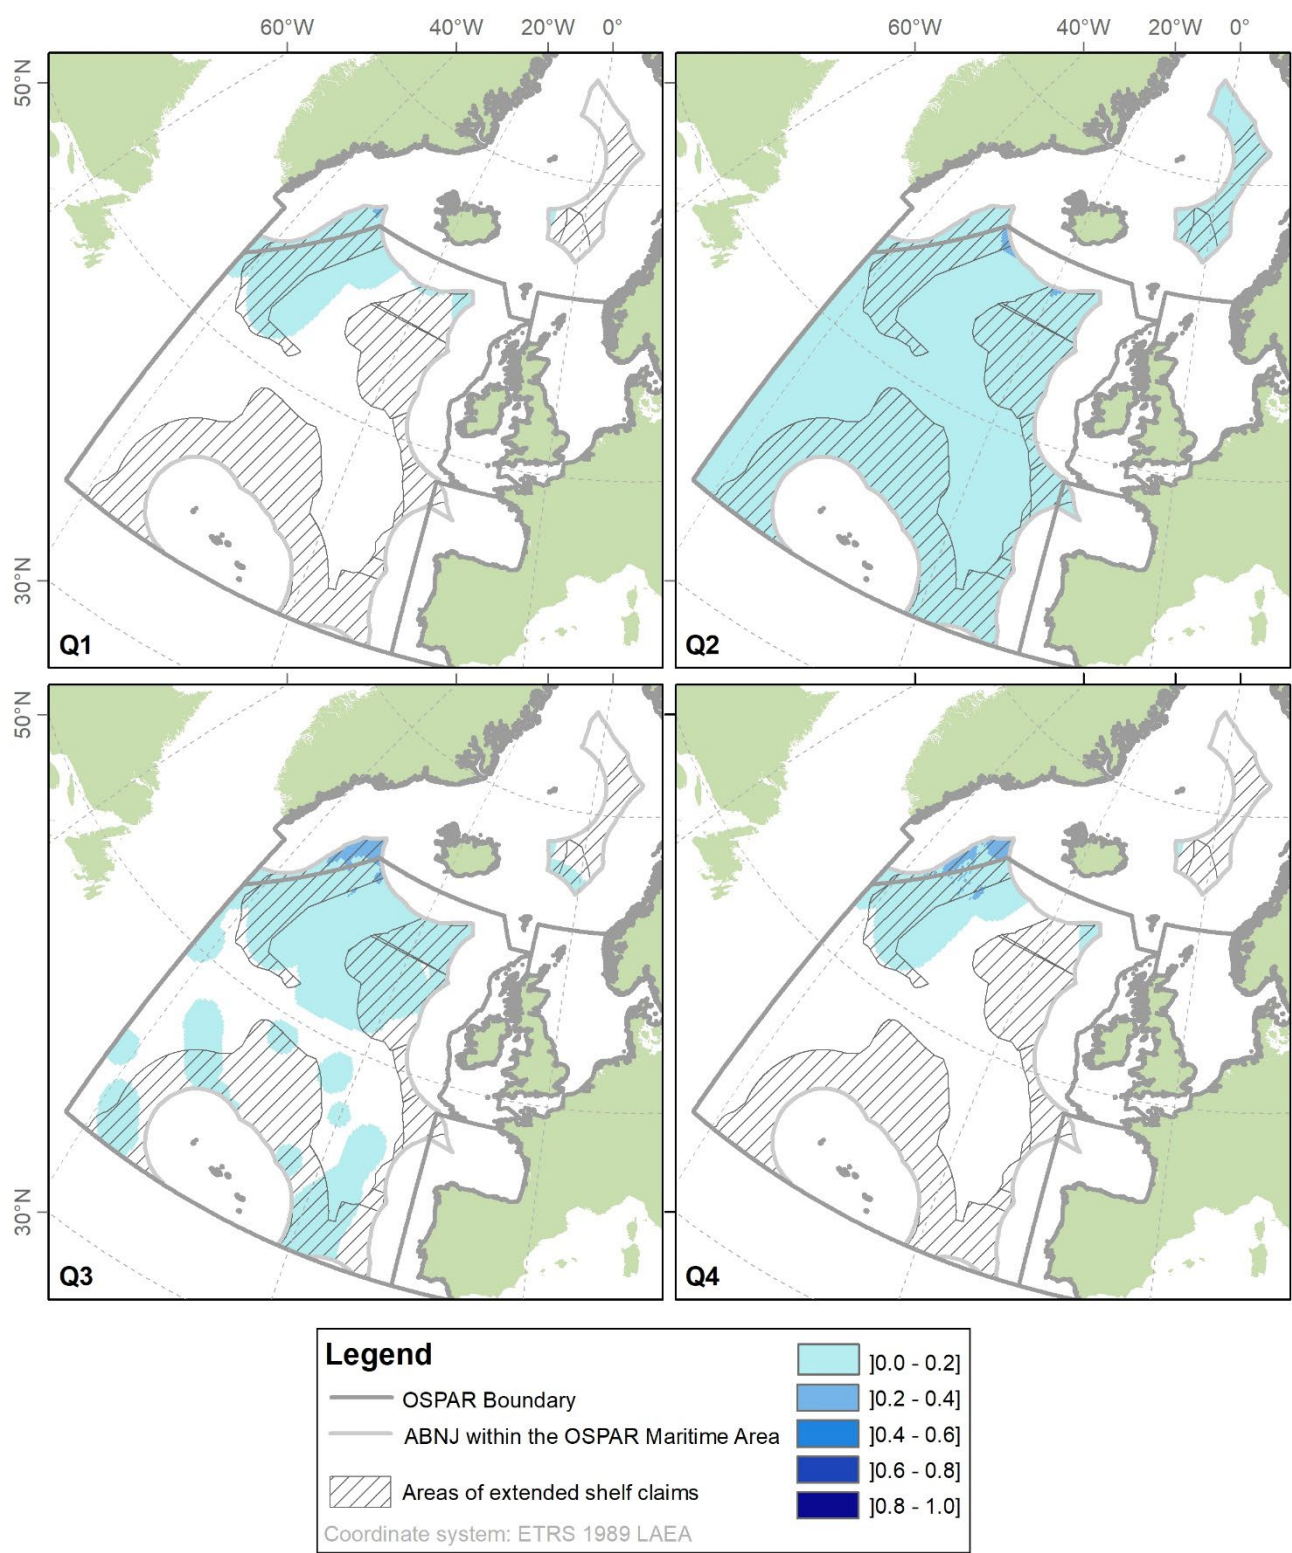 60°W 40°W 20°W 0° 60°W 40°W 20°W 0°
50°N
30°N
Q1 Q2
50°N
30°N
Q3 Q4
Legend
OSPAR Boundary
ABNJ within the OSPAR Maritime Area
Areas of extended shelf claims
Coordinate system: ETRS 1989 LAEA
]0.0 - 0.2]
]0.2 - 0.4]
]0.4 - 0.6]
]0.6 - 0.8]
]0.8 - 1.0]